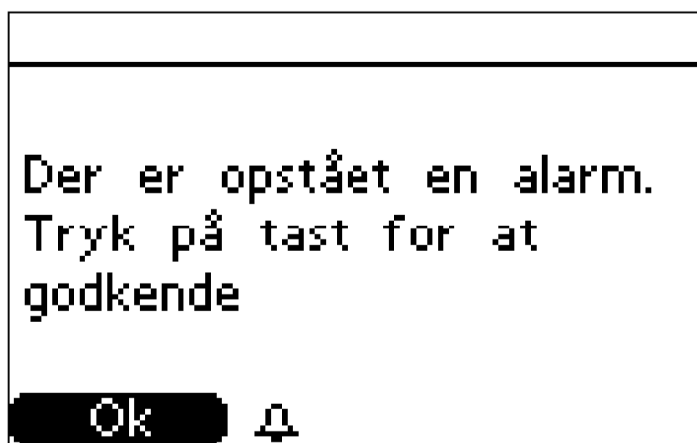 Der er opstået en alarm.
Tryk på tast for at
godkende
Ok